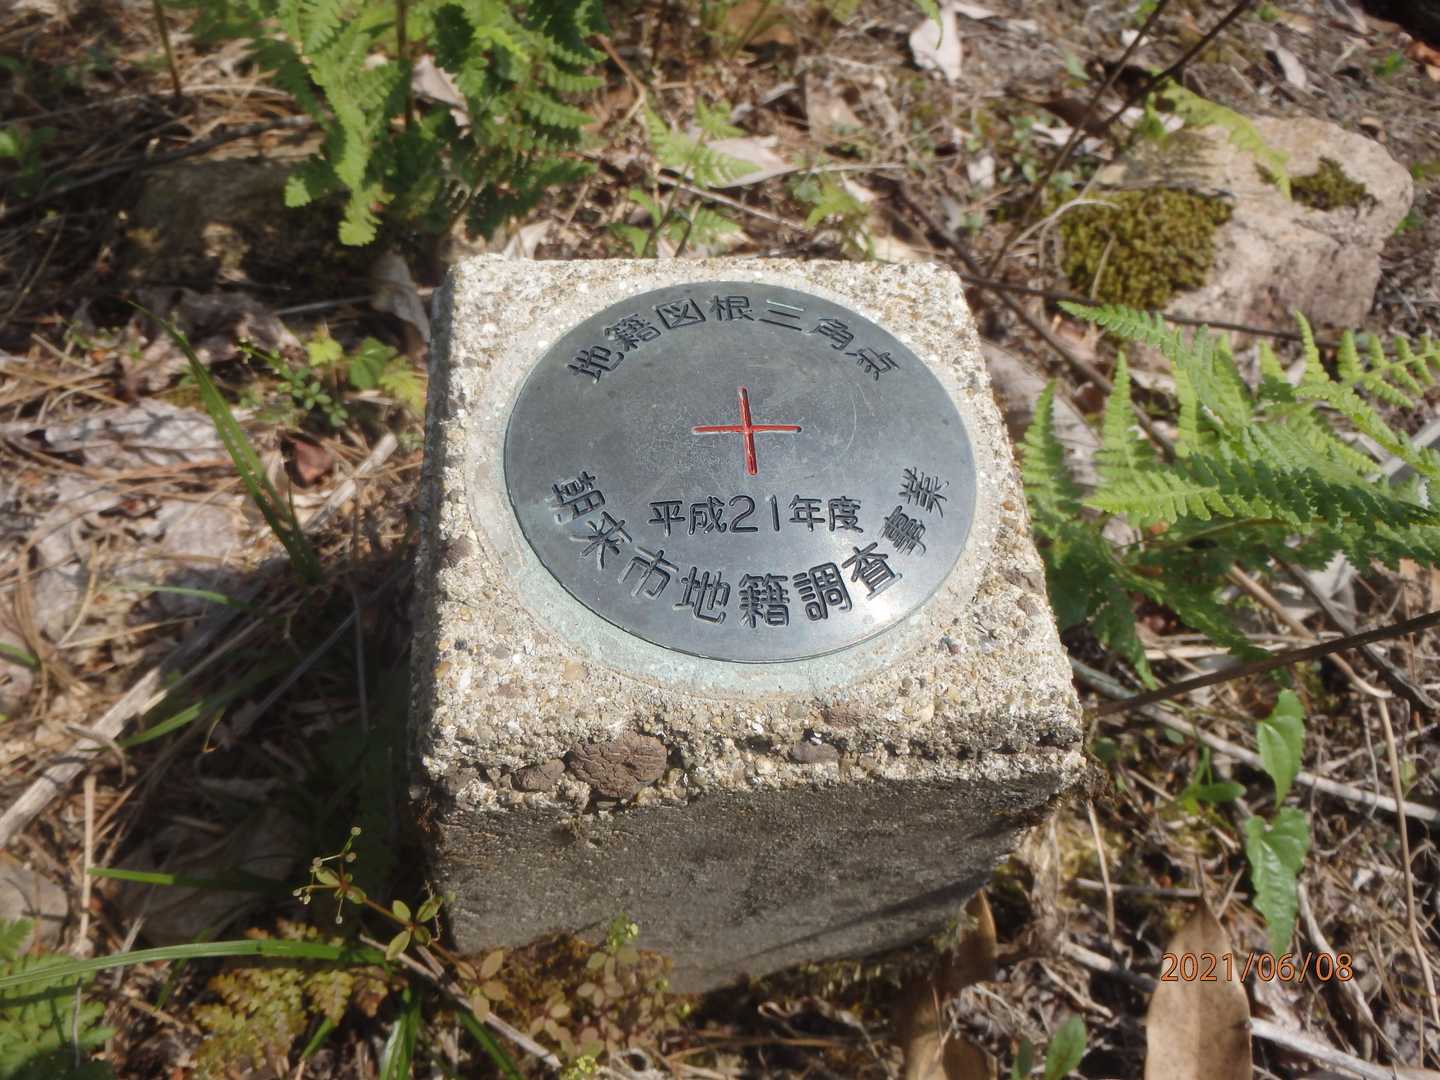 地籍図根三角点
平成21年度
朝来市地籍調査事業
2021/06/08